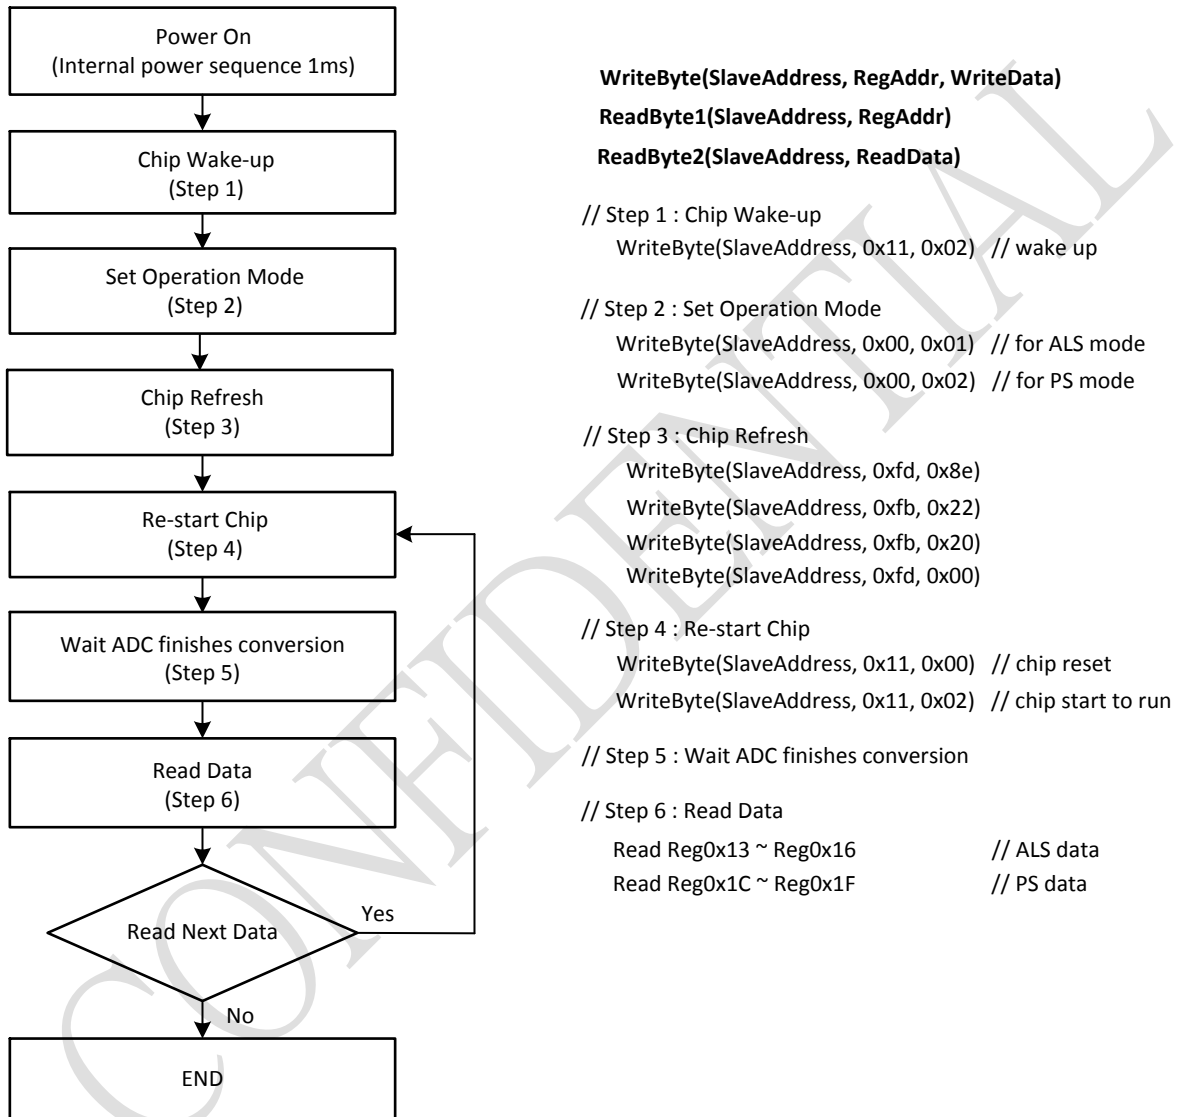 Power On
(Internal power sequence 1ms)
Chip Wake-up
(Step 1)
Set Operation Mode
(Step 2)
Chip Refresh
(Step 3)
Re-start Chip
(Step 4)
Wait ADC finishes conversion
(Step 5)
Read Data
(Step 6)
Read Next Data
Yes
No
END
WriteByte(SlaveAddress, RegAddr, WriteData)
ReadByte1(SlaveAddress, RegAddr)
ReadByte2(SlaveAddress, ReadData)
// Step 1 : Chip Wake-up
WriteByte(SlaveAddress, 0x11, 0x02) // wake up
// Step 2 : Set Operation Mode
WriteByte(SlaveAddress, 0x00, 0x01) // for ALS mode
WriteByte(SlaveAddress, 0x00, 0x02) // for PS mode
// Step 3 : Chip Refresh
WriteByte(SlaveAddress, 0xfd, 0x8e)
WriteByte(SlaveAddress, 0xfb, 0x22)
WriteByte(SlaveAddress, 0xfb, 0x20)
WriteByte(SlaveAddress, 0xfd, 0x00)
// Step 4 : Re-start Chip
WriteByte(SlaveAddress, 0x11, 0x00) // chip reset
WriteByte(SlaveAddress, 0x11, 0x02) // chip start to run
// Step 5 : Wait ADC finishes conversion
// Step 6 : Read Data
Read Reg0x13 ~ Reg0x16 // ALS data
Read Reg0x1C ~ Reg0x1F // PS data
CONFIDENTIAL